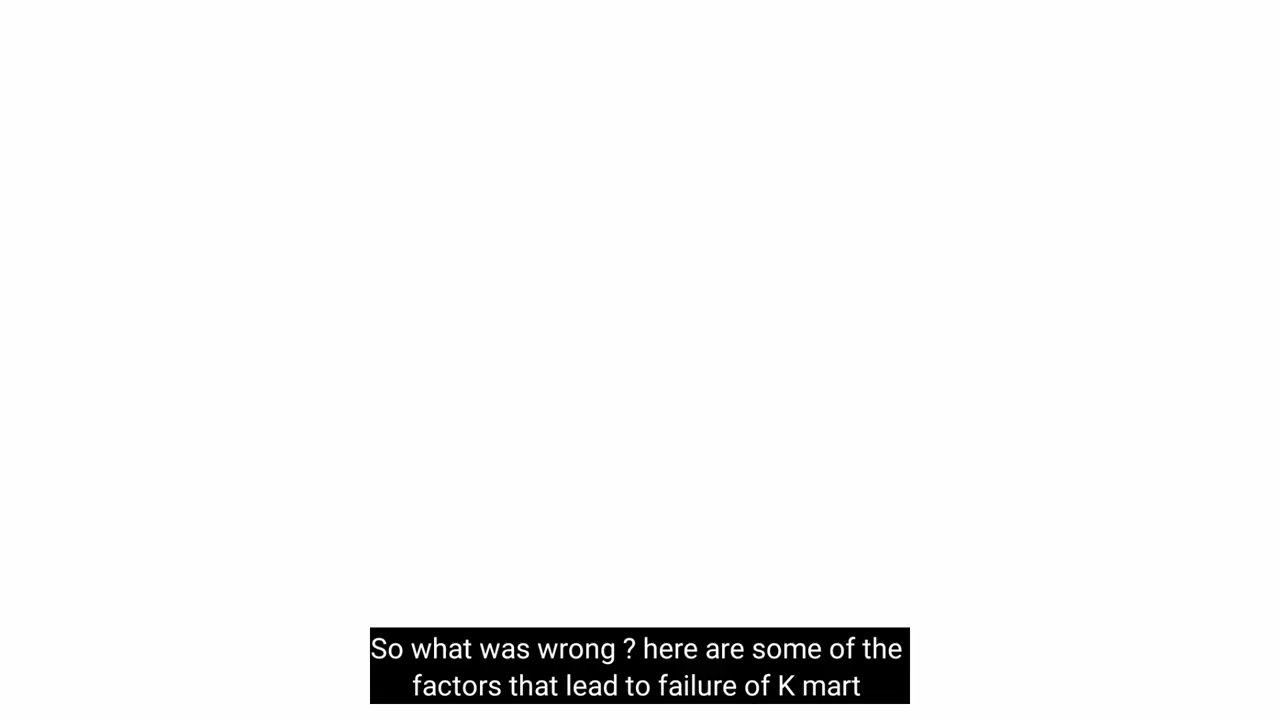 So what was wrong ? here are some of the
factors that lead to failure of K mart